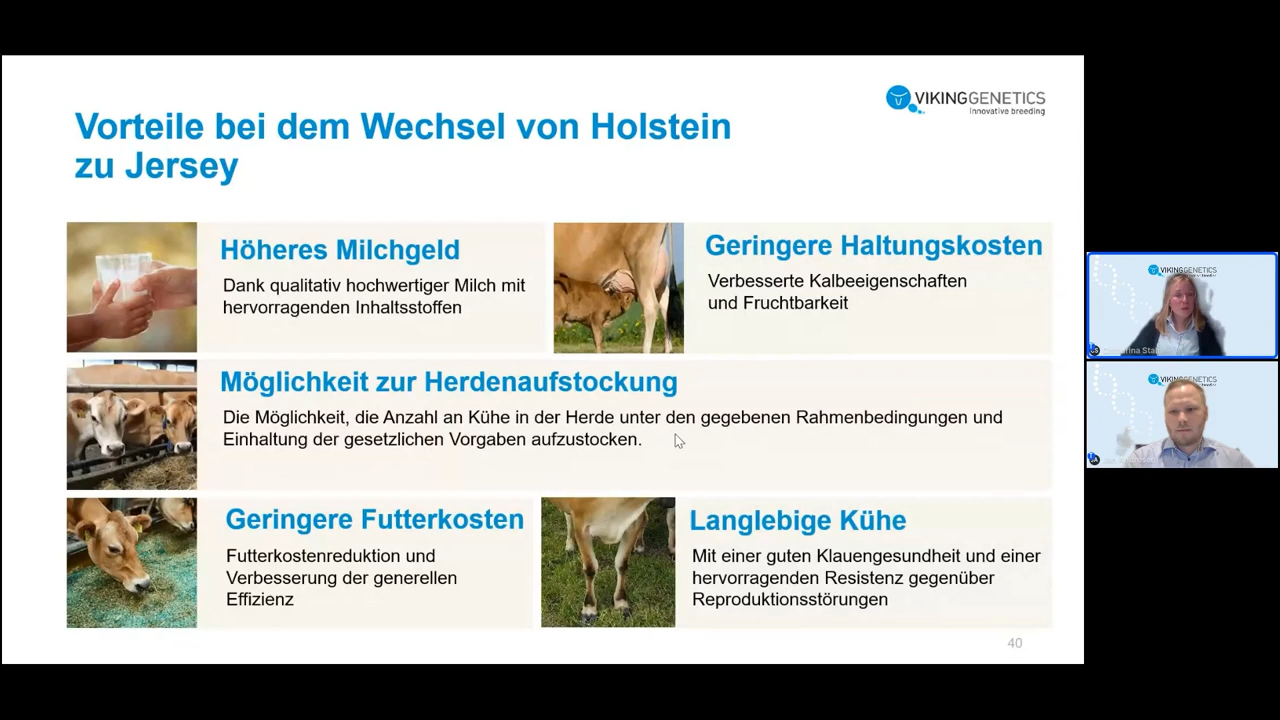 VIKINGGENETICS
innovative breeding
Vorteile bei dem Wechsel von Holstein
zu Jersey
Höheres Milchgeld
Dank qualitativ hochwertiger Milch mit
hervorragenden Inhaltsstoffen
Geringere Haltungskosten
Verbesserte Kalbeeigenschaften
und Fruchtbarkeit
Möglichkeit zur Herdenaufstockung
Die Möglichkeit, die Anzahl an Kühe in der Herde unter den gegebenen Rahmenbedingungen und
Einhaltung der gesetzlichen Vorgaben aufzustocken.
Geringere Futterkosten
Futterkostenreduktion und
Verbesserung der generellen
Effizienz
Langlebige Kühe
Mit einer guten Klauengesundheit und einer
hervorragenden Resistenz gegenüber
Reproduktionsstörungen
40
VIKINGGENETICS
VIKINGGENETICS